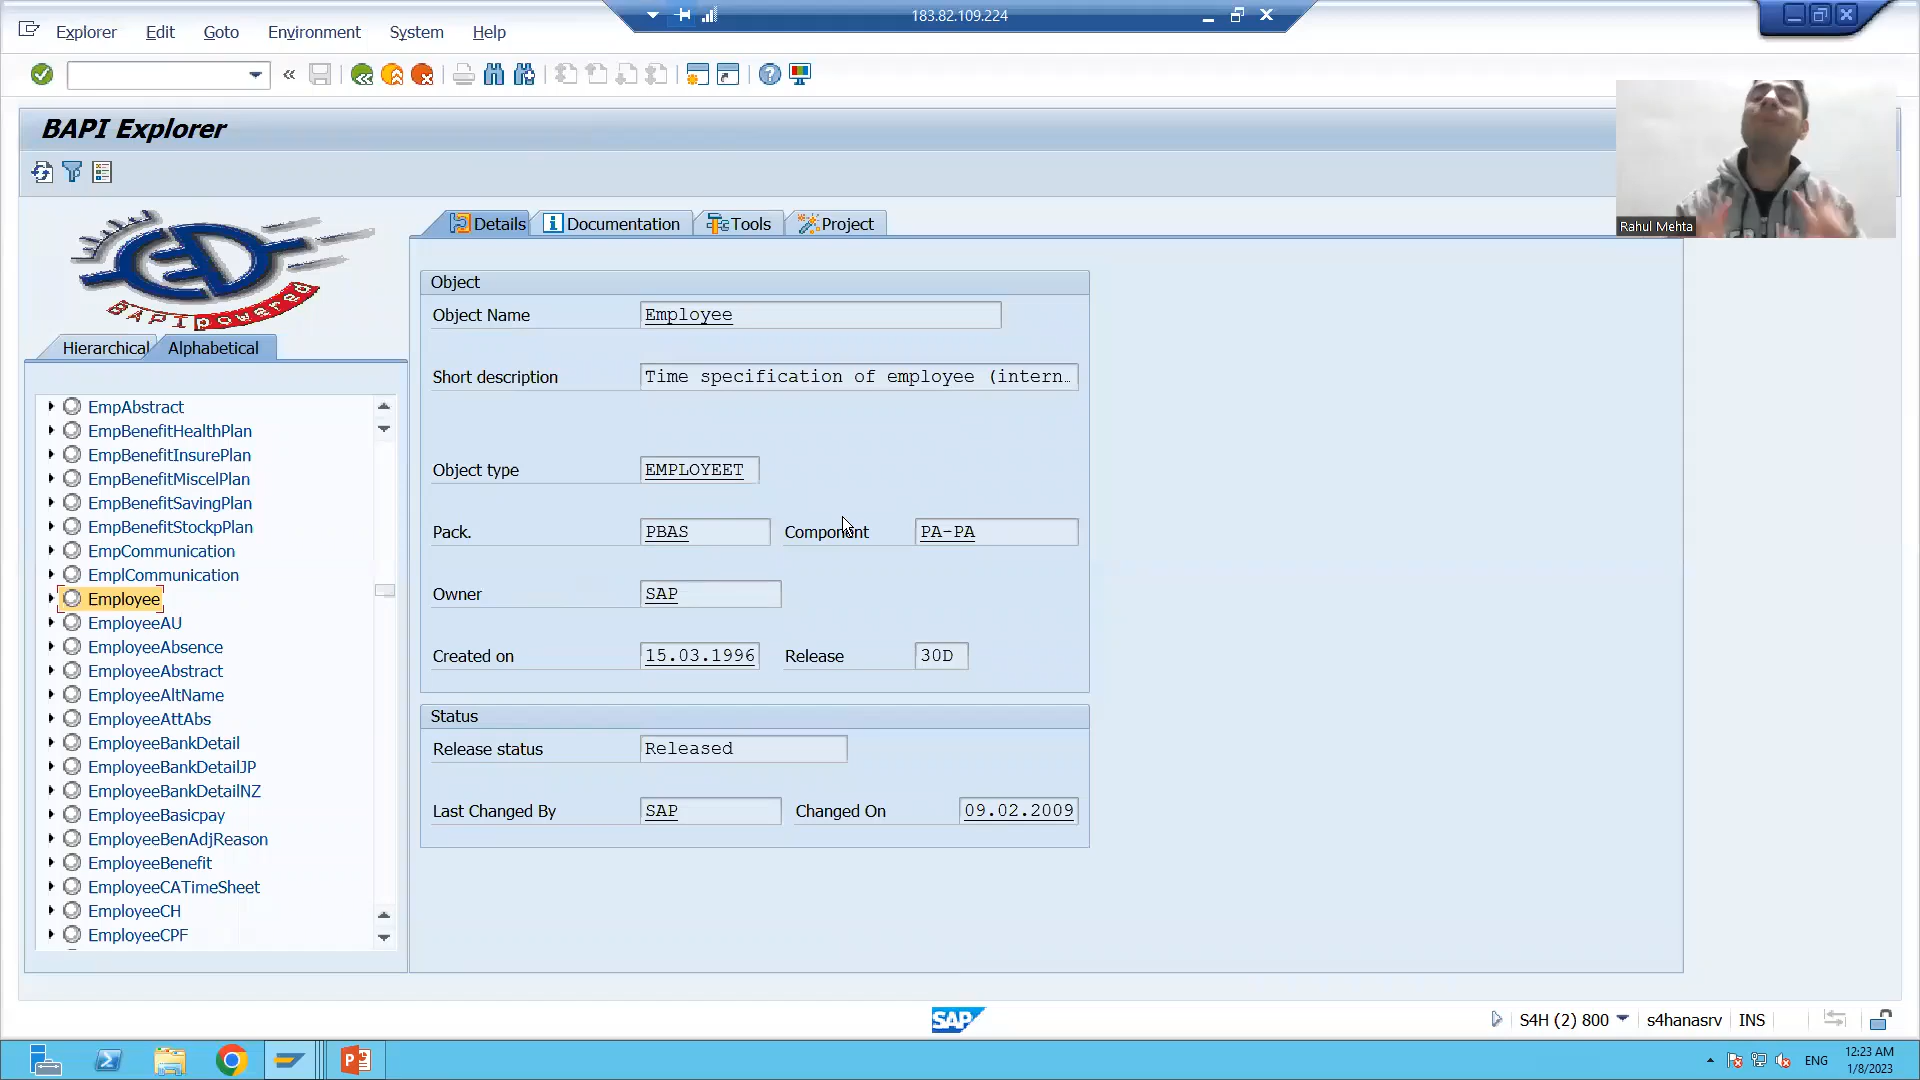 183.82.109.224
Explorer Edit Goto Environment System Help
BAPI Explorer
Rahul Mehta
Details Documentation Tools Project
BAPI powered
Hierarchical Alphabetical
EmpAbstract
EmpBenefitHealthPlan
EmpBenefitInsurePlan
EmpBenefitMiscelPlan
EmpBenefitSavingPlan
EmpBenefitStockpPlan
EmpCommunication
EmplCommunication
Employee
EmployeeAU
EmployeeAbsence
EmployeeAbstract
EmployeeAltName
EmployeeAttAbs
EmployeeBankDetail
EmployeeBankDetailJP
EmployeeBankDetailNZ
EmployeeBasicpay
EmployeeBenAdjReason
EmployeeBenefit
EmployeeCATimeSheet
EmployeeCH
EmployeeCPF
Object
Object Name Employee
Short description Time specification of employee (intern…
Object type EMPLOYEET
Pack. PBAS Component PA-PA
Owner SAP
Created on 15.03.1996 Release 30D
Status
Release status Released
Last Changed By SAP Changed On 09.02.2009
SAP
S4H (2) 800 s4hanasrv INS
ENG
12:23 AM
1/8/2023